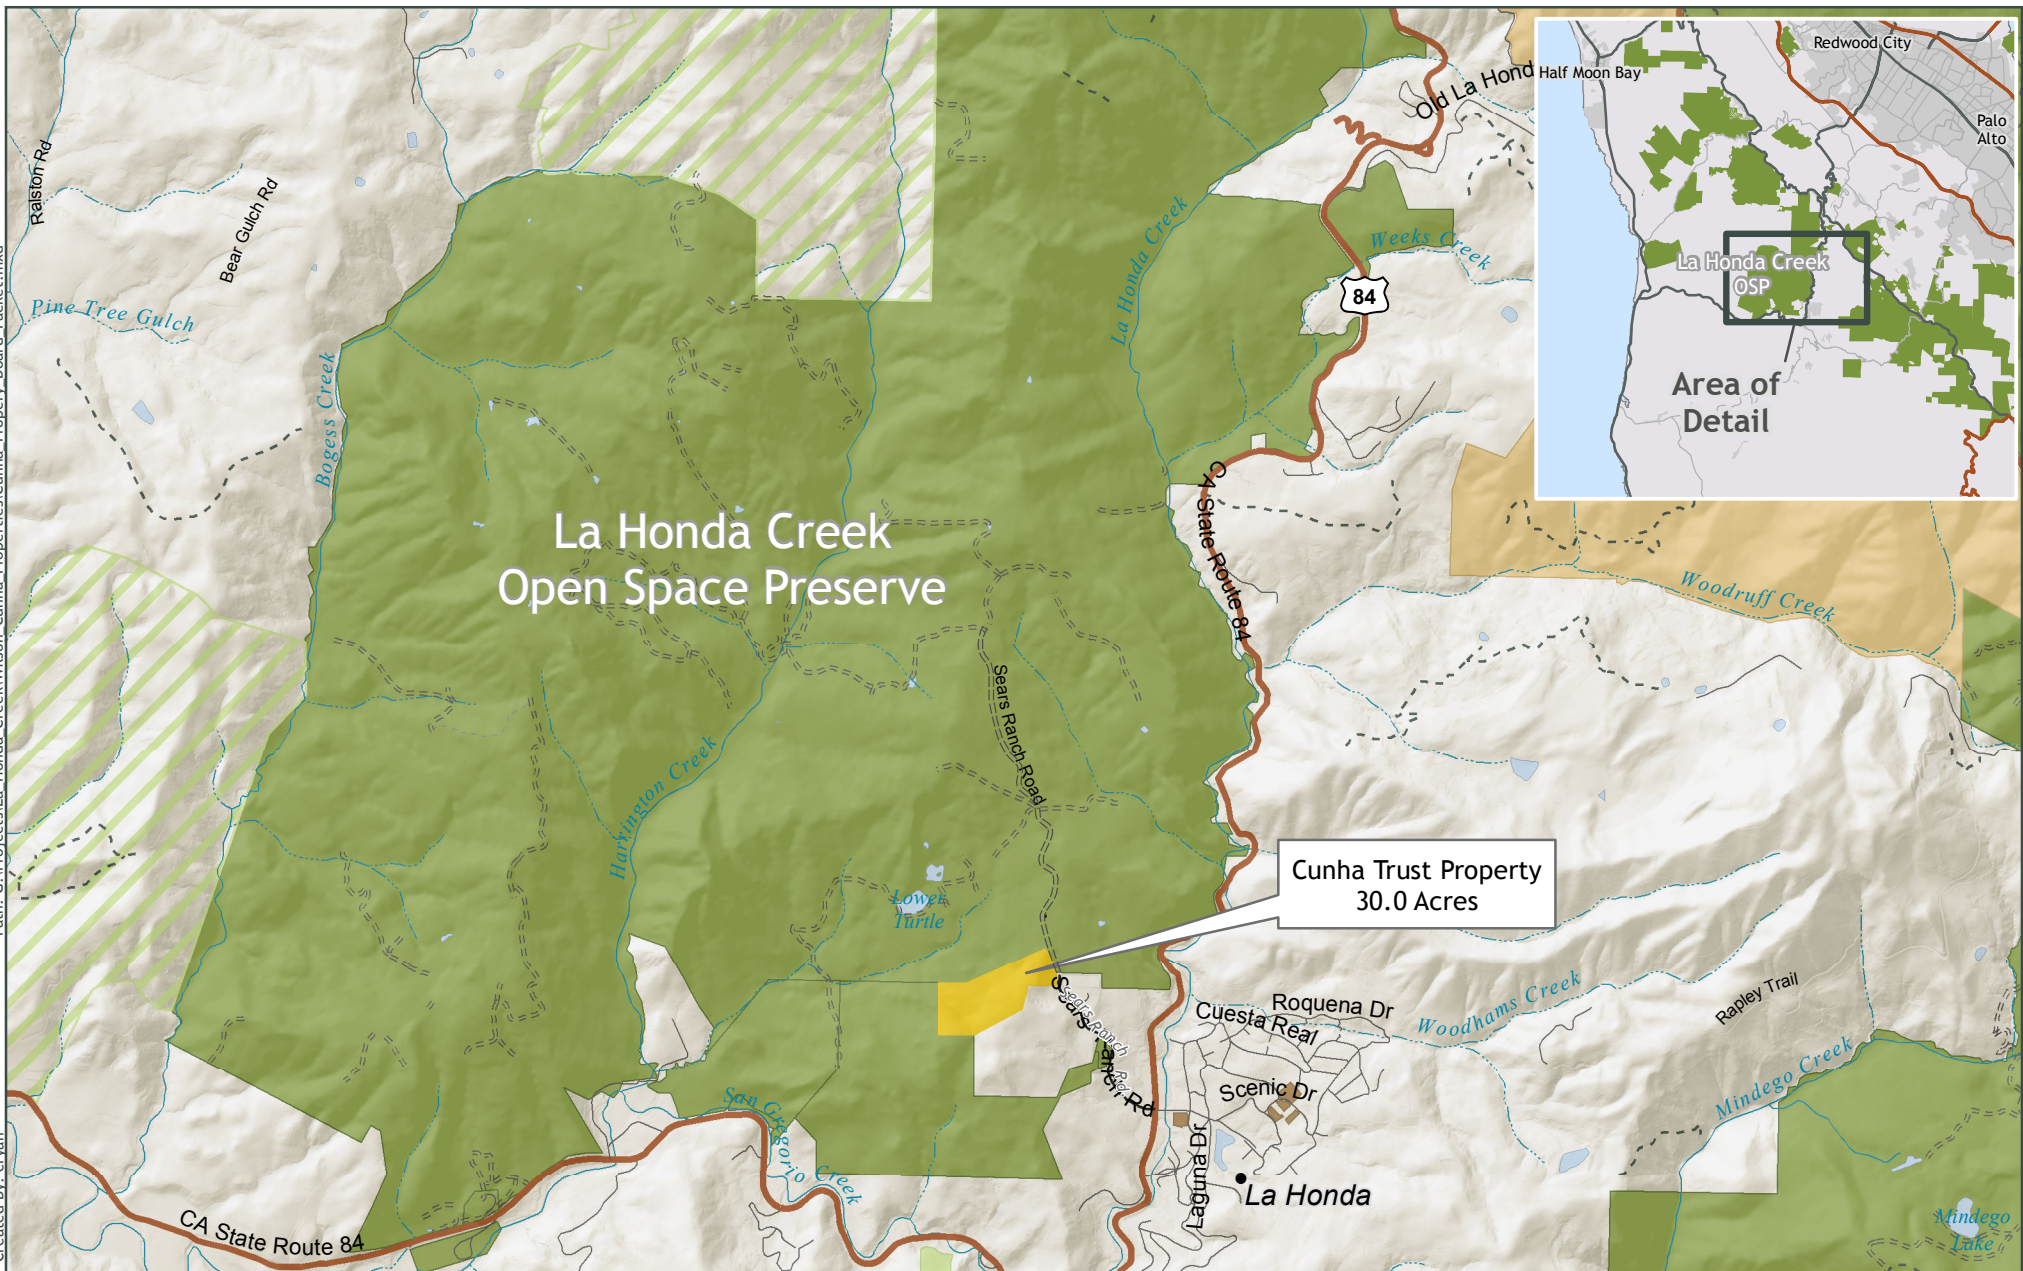 Old La Hond
Half Moon Bay
Redwood City
Palo
Alto
La Honda Creek
OSP
Area of
Detail
Ralston Rd
Bear Gulch Rd
Pine Tree Gulch
Bogess Creek
La Honda Creek
Weeks Creek
84
CA State Route 84
La Honda Creek
Open Space Preserve
Woodruff Creek
Sears Ranch Road
Harrington Creek
Lower
Turtle
Cunha Trust Property
30.0 Acres
Sears Ranch Rd
Sears Ranch Rd
Roquena Dr
Cuesta Real
Woodhams Creek
Rapley Trail
Scenic Dr
Mindego Creek
San Gregorio Creek
Laguna Dr
La Honda
CA State Route 84
Mindego
Lake